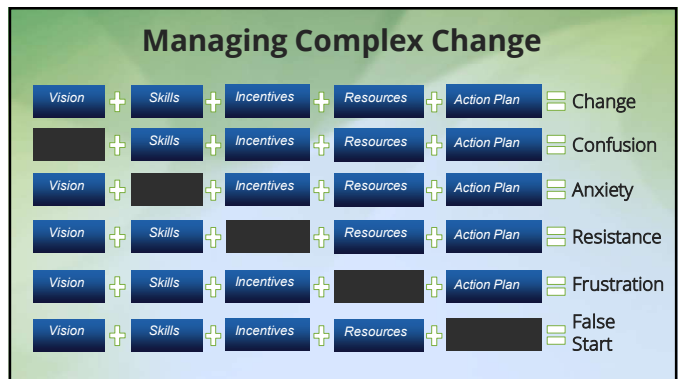 Managing Complex Change
Vision + Skills + Incentives + Resources + Action Plan = Change
+ Skills + Incentives + Resources + Action Plan = Confusion
Vision + + Incentives + Resources + Action Plan = Anxiety
Vision + Skills + + Resources + Action Plan = Resistance
Vision + Skills + Incentives + + Action Plan = Frustration
Vision + Skills + Incentives + Resources + = False
Start